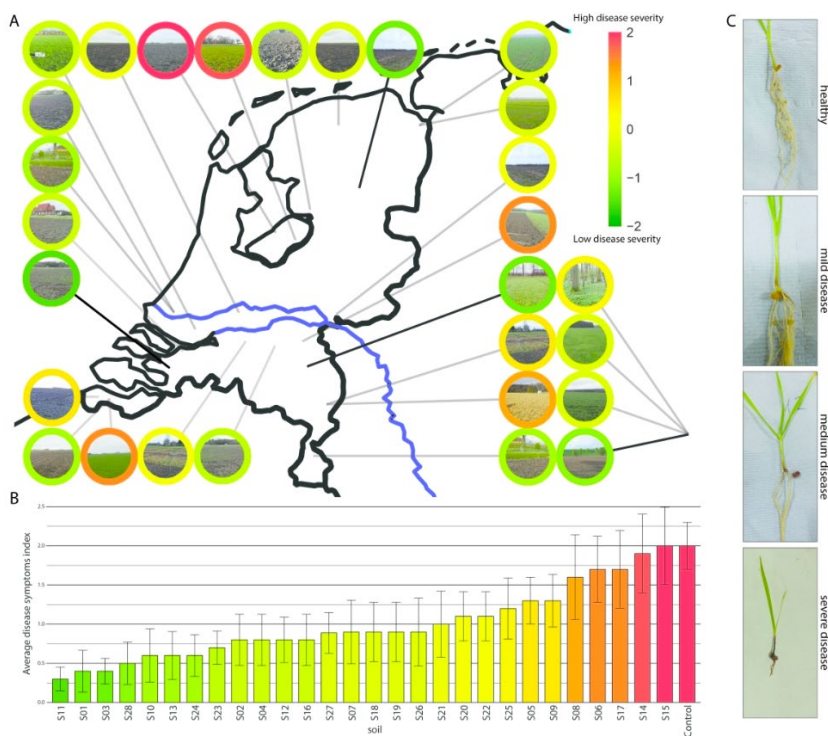 A
High disease severity
2
1
0
−1
−2
Low disease severity
C
healthy
mild disease
medium disease
severe disease
B
Average disease symptoms index
2.5
2.0
1.5
1.0
0.5
0.0
S11
S01
S03
S28
S10
S13
S24
S23
S02
S04
S12
S16
S27
S07
S18
S19
S26
S21
S20
S22
S25
S05
S09
S08
S06
S17
S14
S15
Control
soil